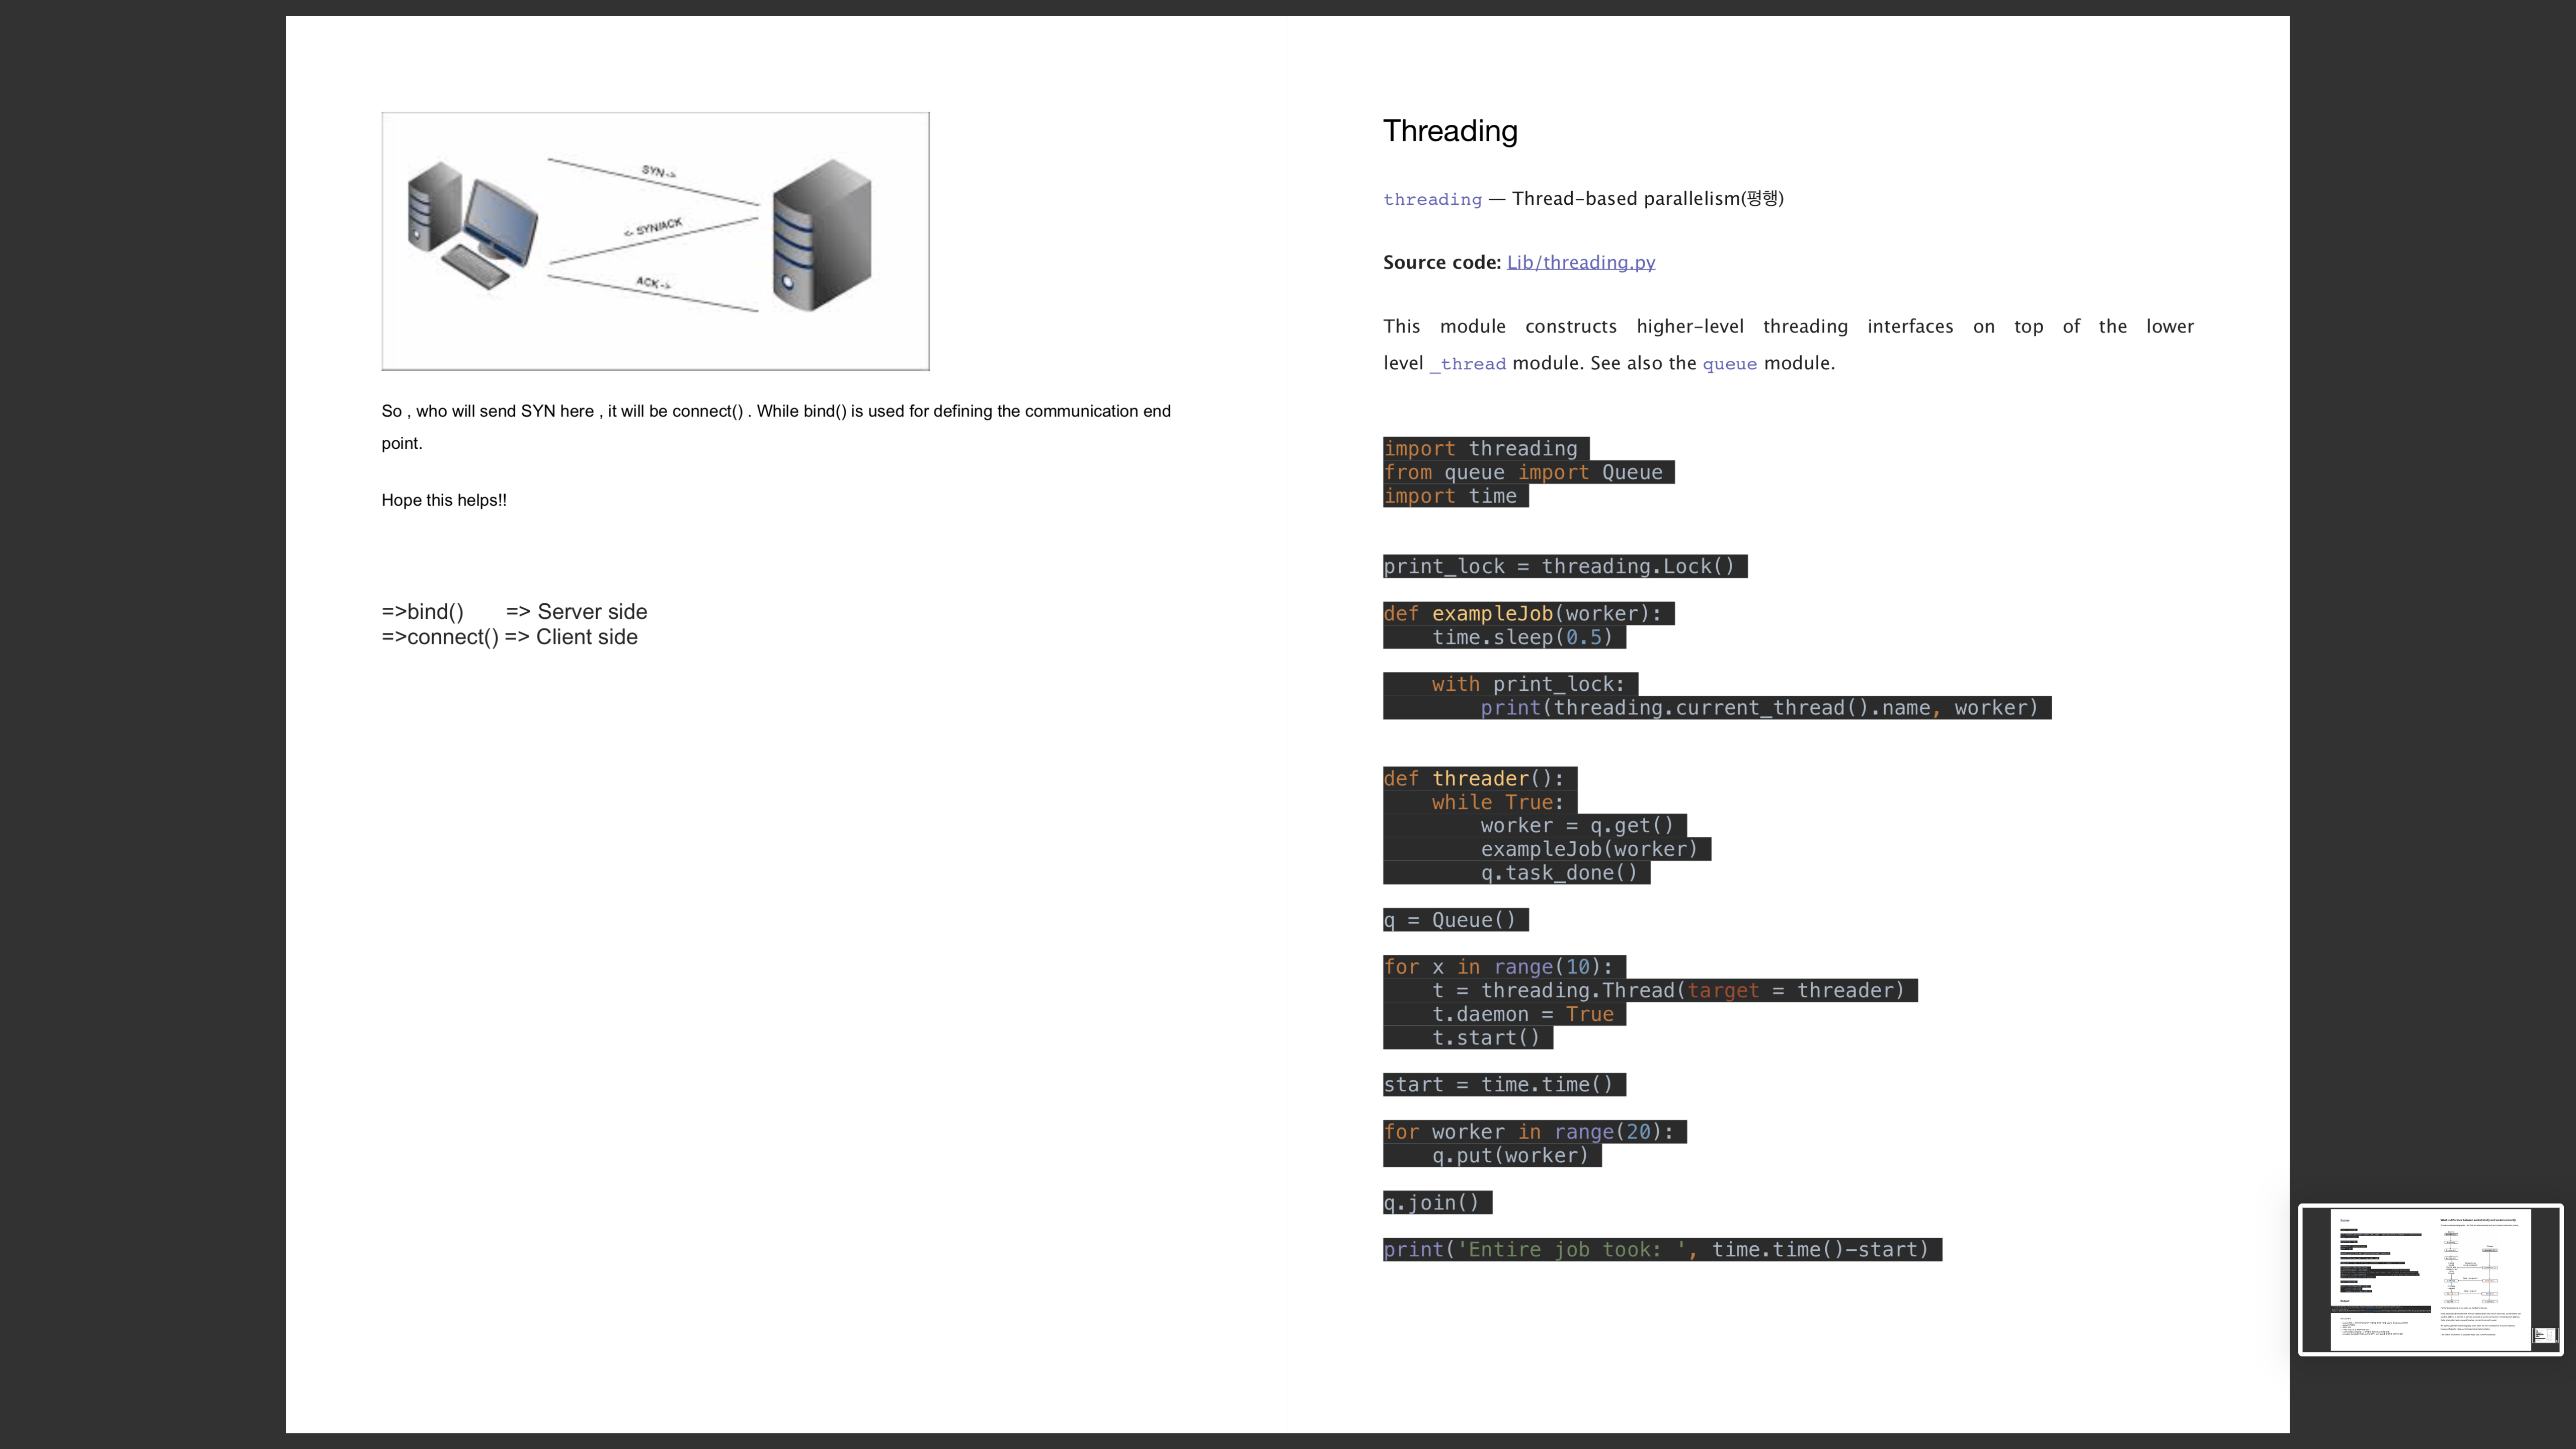 SYN->
<- SYN/ACK
ACK->
So , who will send SYN here , it will be connect() . While bind() is used for defining the communication end
point.
Hope this helps!!
=>bind()       => Server side
=>connect() => Client side
Threading
threading — Thread-based parallelism(평행)
Source code: Lib/threading.py
This module constructs higher-level threading interfaces on top of the lower
level _thread module. See also the queue module.
import threading
from queue import Queue
import time
print_lock = threading.Lock()
def exampleJob(worker):
    time.sleep(0.5)
    with print_lock:
        print(threading.current_thread().name, worker)
def threader():
    while True:
        worker = q.get()
        exampleJob(worker)
        q.task_done()
q = Queue()
for x in range(10):
    t = threading.Thread(target = threader)
    t.daemon = True
    t.start()
start = time.time()
for worker in range(20):
    q.put(worker)
q.join()
print('Entire job took: ', time.time()-start)